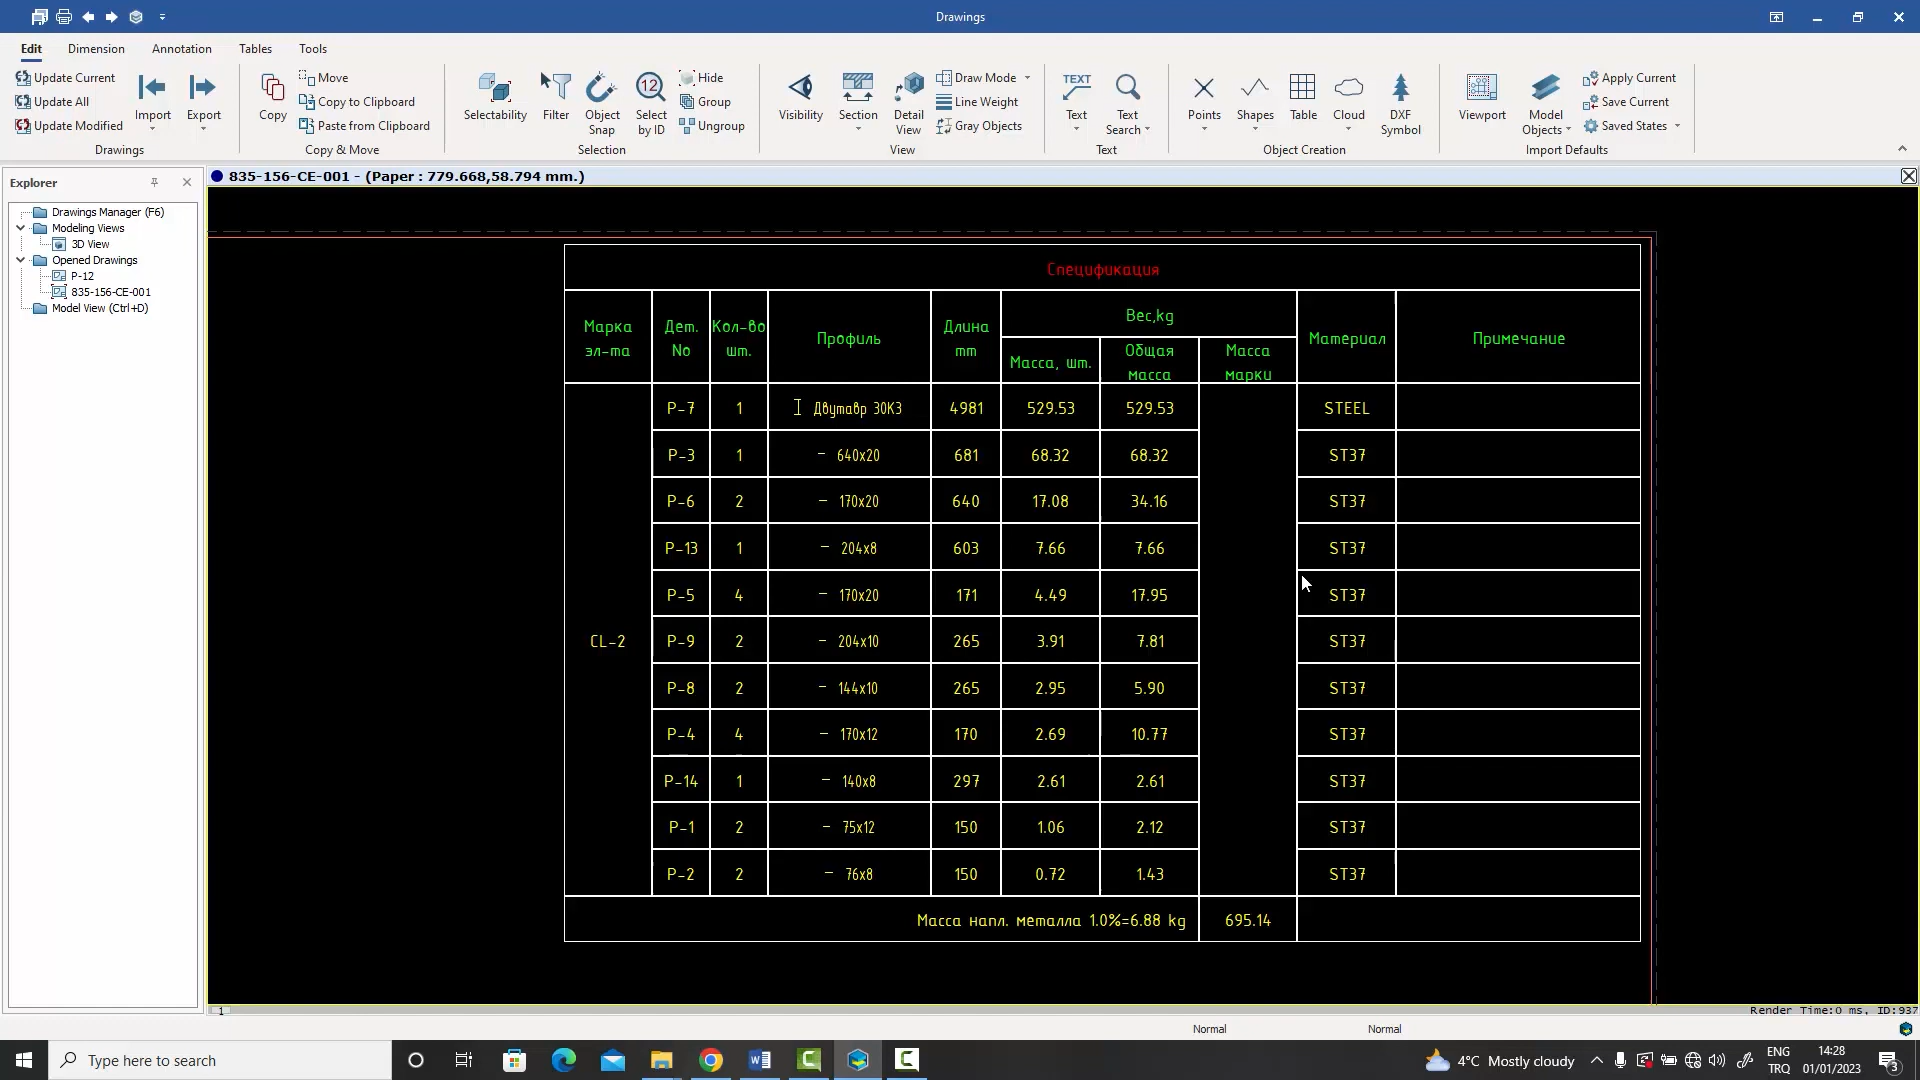 Drawings
Edit Dimension Annotation Tables Tools
Update Current
Update All
Update Modified
Import
Export
Drawings
Copy
Move
Copy to Clipboard
Paste from Clipboard
Copy & Move
Selectability
Filter
Object Snap
12
Select by ID
Hide
Group
Ungroup
Selection
Visibility
Section
Detail View
Draw Mode
Line Weight
Gray Objects
View
TEXT
Text
Text Search
Text
Points
Shapes
Table
Cloud
DXF Symbol
Object Creation
Viewport
Model Objects
Apply Current
Save Current
Saved States
Import Defaults
Explorer
Drawings Manager (F6)
Modeling Views
3D View
Opened Drawings
P-12
835-156-CE-001
Model View (Ctrl+D)
835-156-CE-001 - (Paper : 779.668,58.794 mm.)
Спецификация
Марка эл-та
Дет. No
Кол-во шт.
Профиль
Длина mm
Вес,kg
Масса, шт.
Общая масса
Масса марки
Материал
Примечание
CL-2
P-7 1 Двутавр 30К3 4981 529.53 529.53 STEEL
P-3 1 – 640x20 681 68.32 68.32 ST37
P-6 2 – 170x20 640 17.08 34.16 ST37
P-13 1 – 204x8 603 7.66 7.66 ST37
P-5 4 – 170x20 171 4.49 17.95 ST37
P-9 2 – 204x10 265 3.91 7.81 ST37
P-8 2 – 144x10 265 2.95 5.90 ST37
P-4 4 – 170x12 170 2.69 10.77 ST37
P-14 1 – 140x8 297 2.61 2.61 ST37
P-1 2 – 75x12 150 1.06 2.12 ST37
P-2 2 – 76x8 150 0.72 1.43 ST37
Масса напл. металла 1.0%=6.88 kg 695.14
1
Render Time:0 ms, ID:937
Normal Normal
Type here to search
4°C Mostly cloudy
ENG
TRQ
14:28
01/01/2023
3